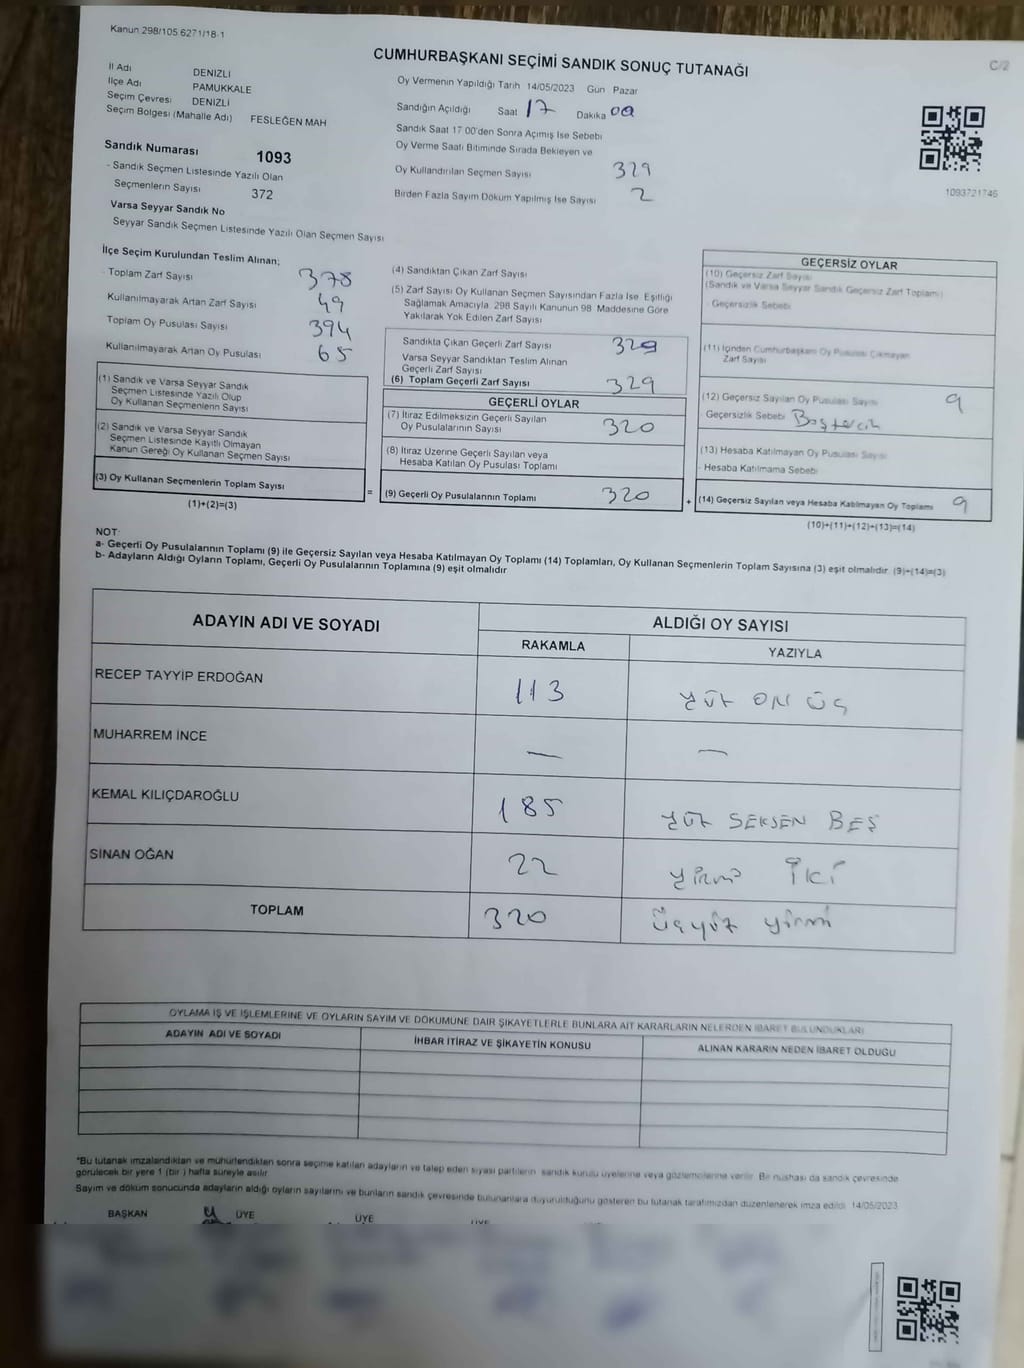 Kanun 298/105 6271/18-1
CUMHURBAŞKANI SEÇİMİ SANDIK SONUÇ TUTANAĞI
C/2
İl Adı DENİZLİ
İlçe Adı PAMUKKALE
Seçim Çevresi DENİZLİ
Seçim Bölgesi (Mahalle Adı) FESLEĞEN MAH
Sandık Numarası 1093
- Sandık Seçmen Listesinde Yazılı Olan
Seçmenlerin Sayısı 372
Varsa Seyyar Sandık No
Seyyar Sandık Seçmen Listesinde Yazılı Olan Seçmen Sayısı
Oy Vermenin Yapıldığı Tarih 14/05/2023 Gün Pazar
Sandığın Açıldığı Saat 17 Dakika 00
Sandık Saat 17 00'den Sonra Açımış İse Sebebi
Oy Verme Saati Bitiminde Sırada Bekleyen ve
Oy Kullandırılan Seçmen Sayısı 329
Birden Fazla Sayım Döküm Yapılmış İse Sayısı 2
1093721746
İlçe Seçim Kurulundan Teslim Alınan;
- Toplam Zarf Sayısı 378
Kullanılmayarak Artan Zarf Sayısı 49
Toplam Oy Pusulası Sayısı 394
Kullanılmayarak Artan Oy Pusulası 65
(1) Sandık ve Varsa Seyyar Sandık
Seçmen Listesinde Yazılı Olup
Oy Kullanan Seçmenlerin Sayısı
(2) Sandık ve Varsa Seyyar Sandık
Seçmen Listesinde Kayıtlı Olmayan
Kanun Gereği Oy Kullanan Seçmen Sayısı
(3) Oy Kullanan Seçmenlerin Toplam Sayısı
(1)+(2)=(3)
(4) Sandıktan Çıkan Zarf Sayısı
(5) Zarf Sayısı Oy Kullanan Seçmen Sayısından Fazla İse Eşitliği
Sağlamak Amacıyla 298 Sayılı Kanunun 98 Maddesine Göre
Yakılarak Yok Edilen Zarf Sayısı
Sandıkta Çıkan Geçerli Zarf Sayısı 329
Varsa Seyyar Sandıktan Teslim Alınan
Geçerli Zarf Sayısı
(6) Toplam Geçerli Zarf Sayısı 329
GEÇERLİ OYLAR
(7) İtiraz Edilmeksizin Geçerli Sayılan
Oy Pusulalarının Sayısı 320
(8) İtiraz Üzerine Geçerli Sayılan veya
Hesaba Katılan Oy Pusulası Toplamı
= (9) Geçerli Oy Pusulalarının Toplamı 320 +
GEÇERSİZ OYLAR
(10) Geçersiz Zarf Sayısı
(Sandık ve Varsa Seyyar Sandık Geçersiz Zarf Toplamı)
- Geçersizlik Sebebi
(11) İçinden Cumhurbaşkanı Oy Pusulası Çıkmayan
Zarf Sayısı
(12) Geçersiz Sayılan Oy Pusulası Sayısı 9
- Geçersizlik Sebebi Boş tercih
(13) Hesaba Katılmayan Oy Pusulası Sayısı
- Hesaba Katılmama Sebebi
(14) Geçersiz Sayılan veya Hesaba Katılmayan Oy Toplamı 9
(10)+(11)+(12)+(13)=(14)
NOT:
a- Geçerli Oy Pusulalarının Toplamı (9) ile Geçersiz Sayılan veya Hesaba Katılmayan Oy Toplamı (14) Toplamları, Oy Kullanan Seçmenlerin Toplam Sayısına (3) eşit olmalıdır. (9)+(14)=(3)
b- Adayların Aldığı Oyların Toplamı, Geçerli Oy Pusulalarının Toplamına (9) eşit olmalıdır
ADAYIN ADI VE SOYADI
ALDIĞI OY SAYISI
RAKAMLA YAZIYLA
RECEP TAYYİP ERDOĞAN 113 YÜZ ON ÜÇ
MUHARREM İNCE — —
KEMAL KILIÇDAROĞLU 185 YÜZ SEKSEN BEŞ
SİNAN OĞAN 22 yirmi İki
TOPLAM 320 üçyüz yirmi
OYLAMA İŞ VE İŞLEMLERİNE VE OYLARIN SAYIM VE DÖKÜMÜNE DAİR ŞİKAYETLERLE BUNLARA AİT KARARLARIN NELERDEN İBARET BULUNDUKLARI
ADAYIN ADI VE SOYADI İHBAR İTİRAZ VE ŞİKAYETİN KONUSU ALINAN KARARIN NEDEN İBARET OLDUĞU
*Bu tutanak imzalandıktan ve mühürlendikten sonra seçime katılan adayların ve talep eden siyasi partilerin sandık kurulu üyelerine veya gözlemcilerine verilir. Bir nüshası da sandık çevresinde
görülecek bir yere 1 (bir) hafta süreyle asılır.
Sayım ve döküm sonucunda adayların aldığı oyların sayılarını ve bunların sandık çevresinde bulunanlara duyurulduğunu gösteren bu tutanak tarafımızdan düzenlenerek imza edildi. 14/05/2023
BAŞKAN ÜYE ÜYE ÜYE